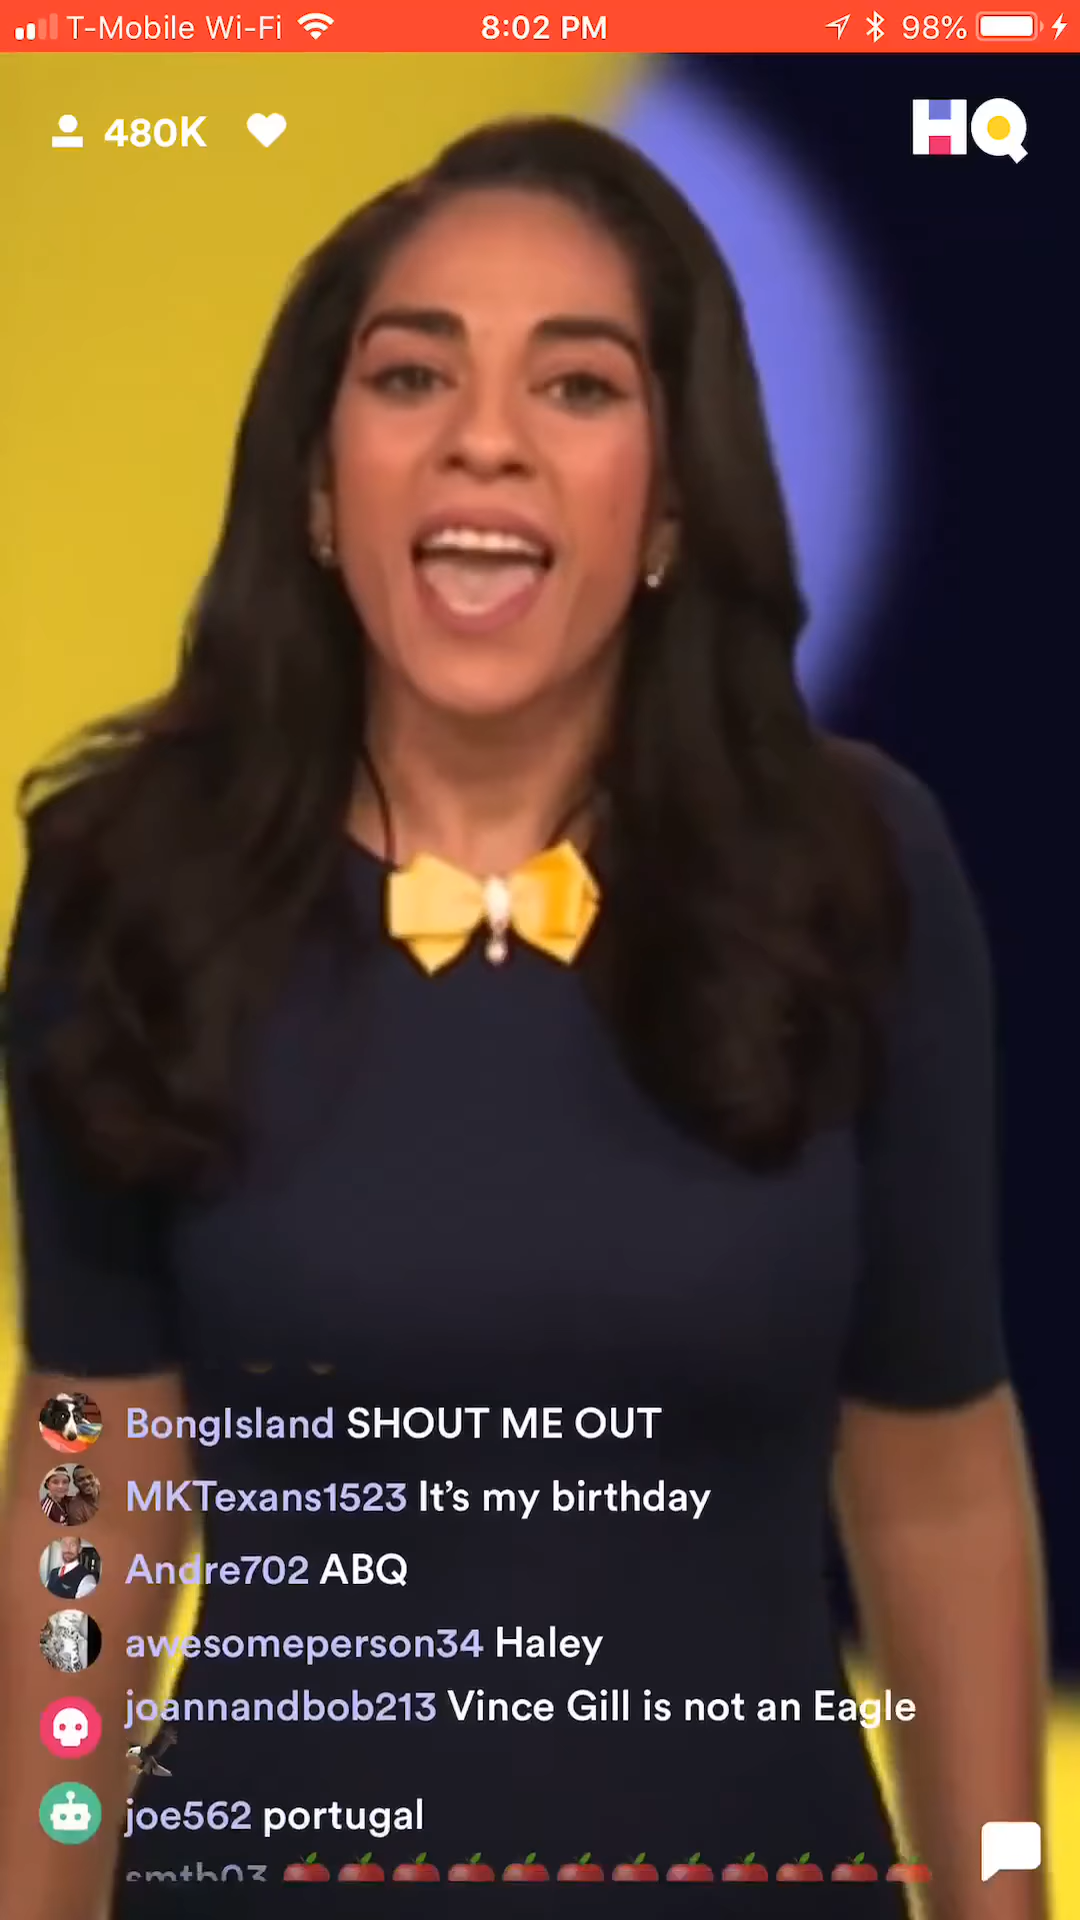 T-Mobile Wi-Fi 8:02 PM 98%
480K HQ
BongIsland SHOUT ME OUT
MKTexans1523 It's my birthday
Andre702 ABQ
awesomeperson34 Haley
joannandbob213 Vince Gill is not an Eagle
joe562 portugal